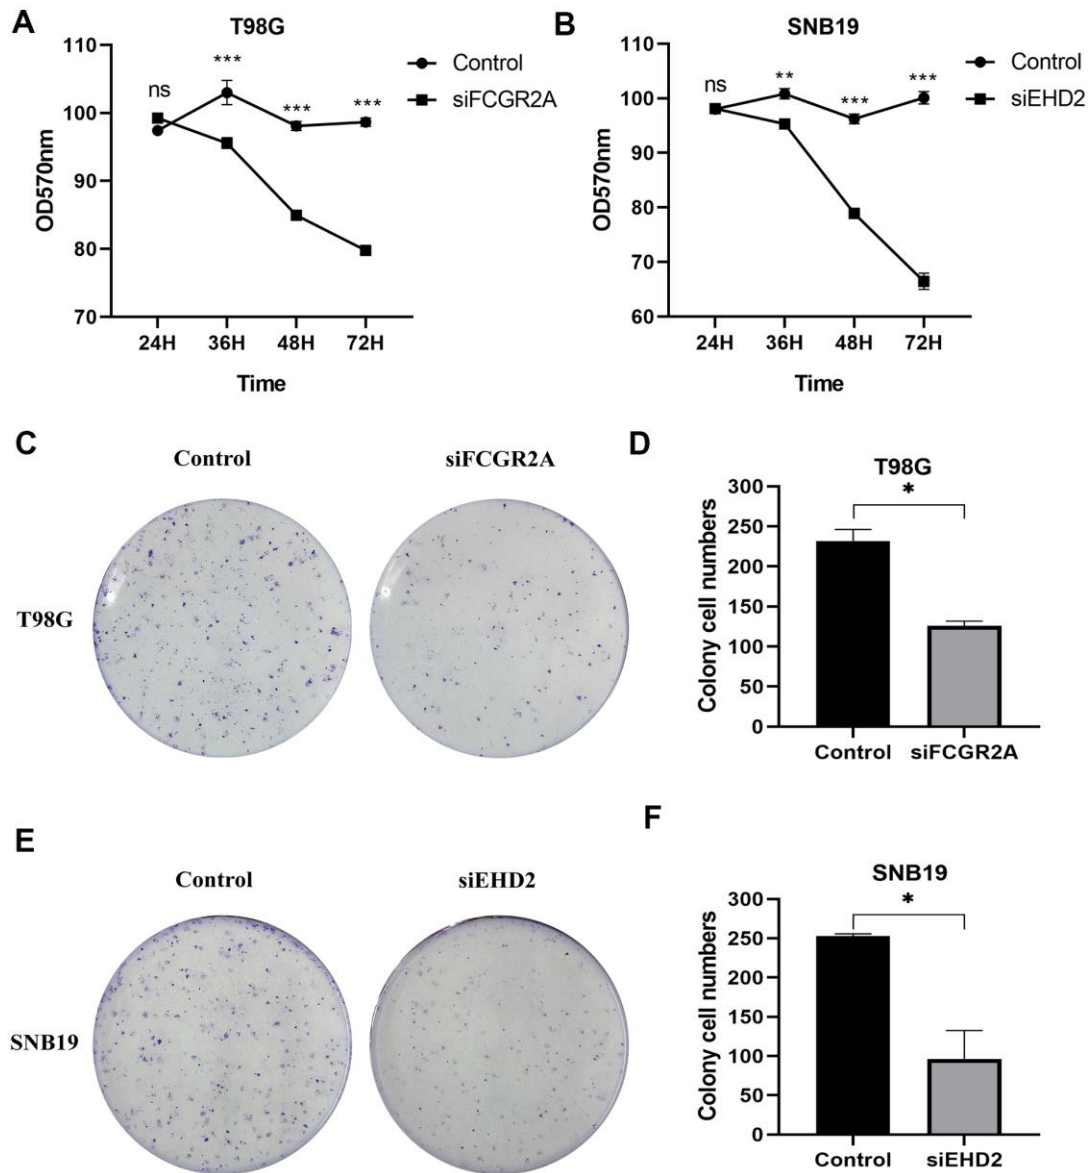 A
T98G
110
100
90
80
70
OD570nm
ns
***
***
***
Control
siFCGR2A
24H 36H 48H 72H
Time
B
SNB19
110
100
90
80
70
60
OD570nm
ns
**
***
***
Control
siEHD2
24H 36H 48H 72H
Time
C
Control siFCGR2A
T98G
D
T98G
*
300
250
200
150
100
50
0
Colony cell numbers
Control siFCGR2A
E
Control siEHD2
SNB19
F
SNB19
*
300
250
200
150
100
50
0
Colony cell numbers
Control siEHD2